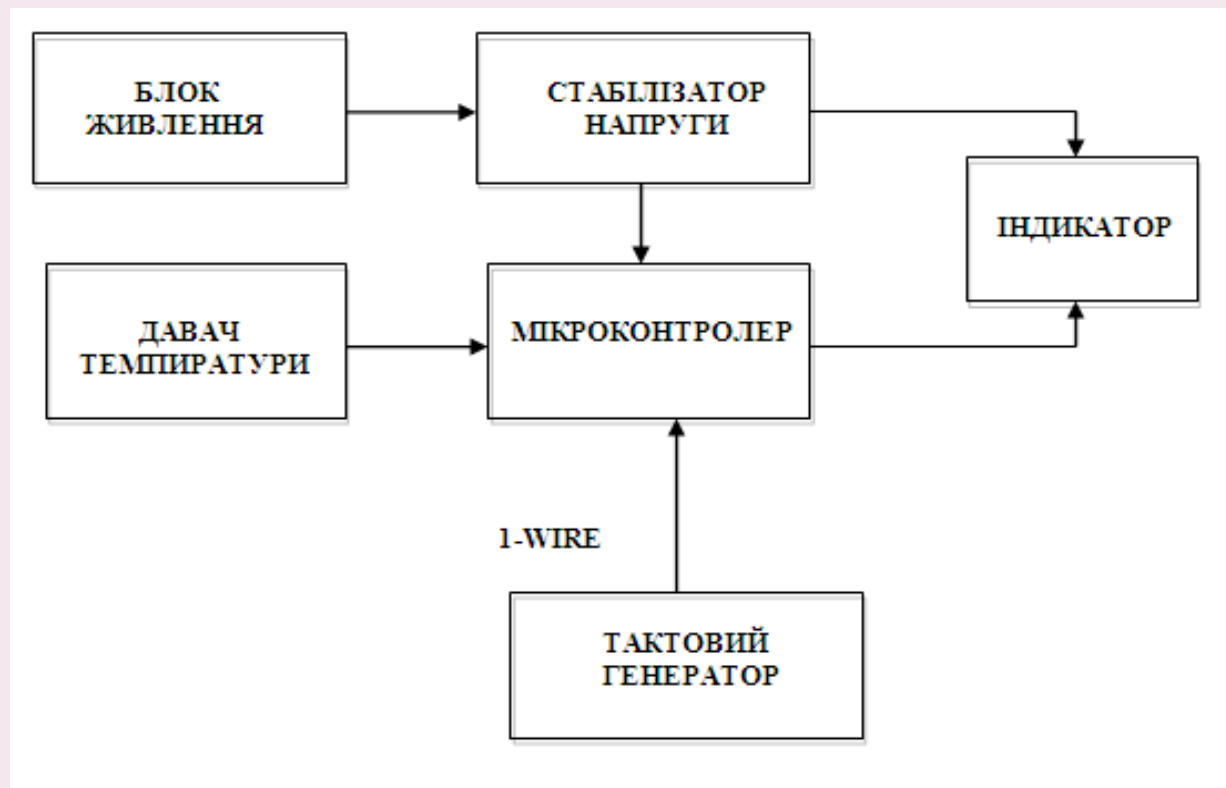 БЛОК
ЖИВЛЕННЯ
СТАБІЛІЗАТОР
НАПРУГИ
ІНДИКАТОР
ДАВАЧ
ТЕМПИРАТУРИ
МІКРОКОНТРОЛЕР
1-WIRE
ТАКТОВИЙ
ГЕНЕРАТОР